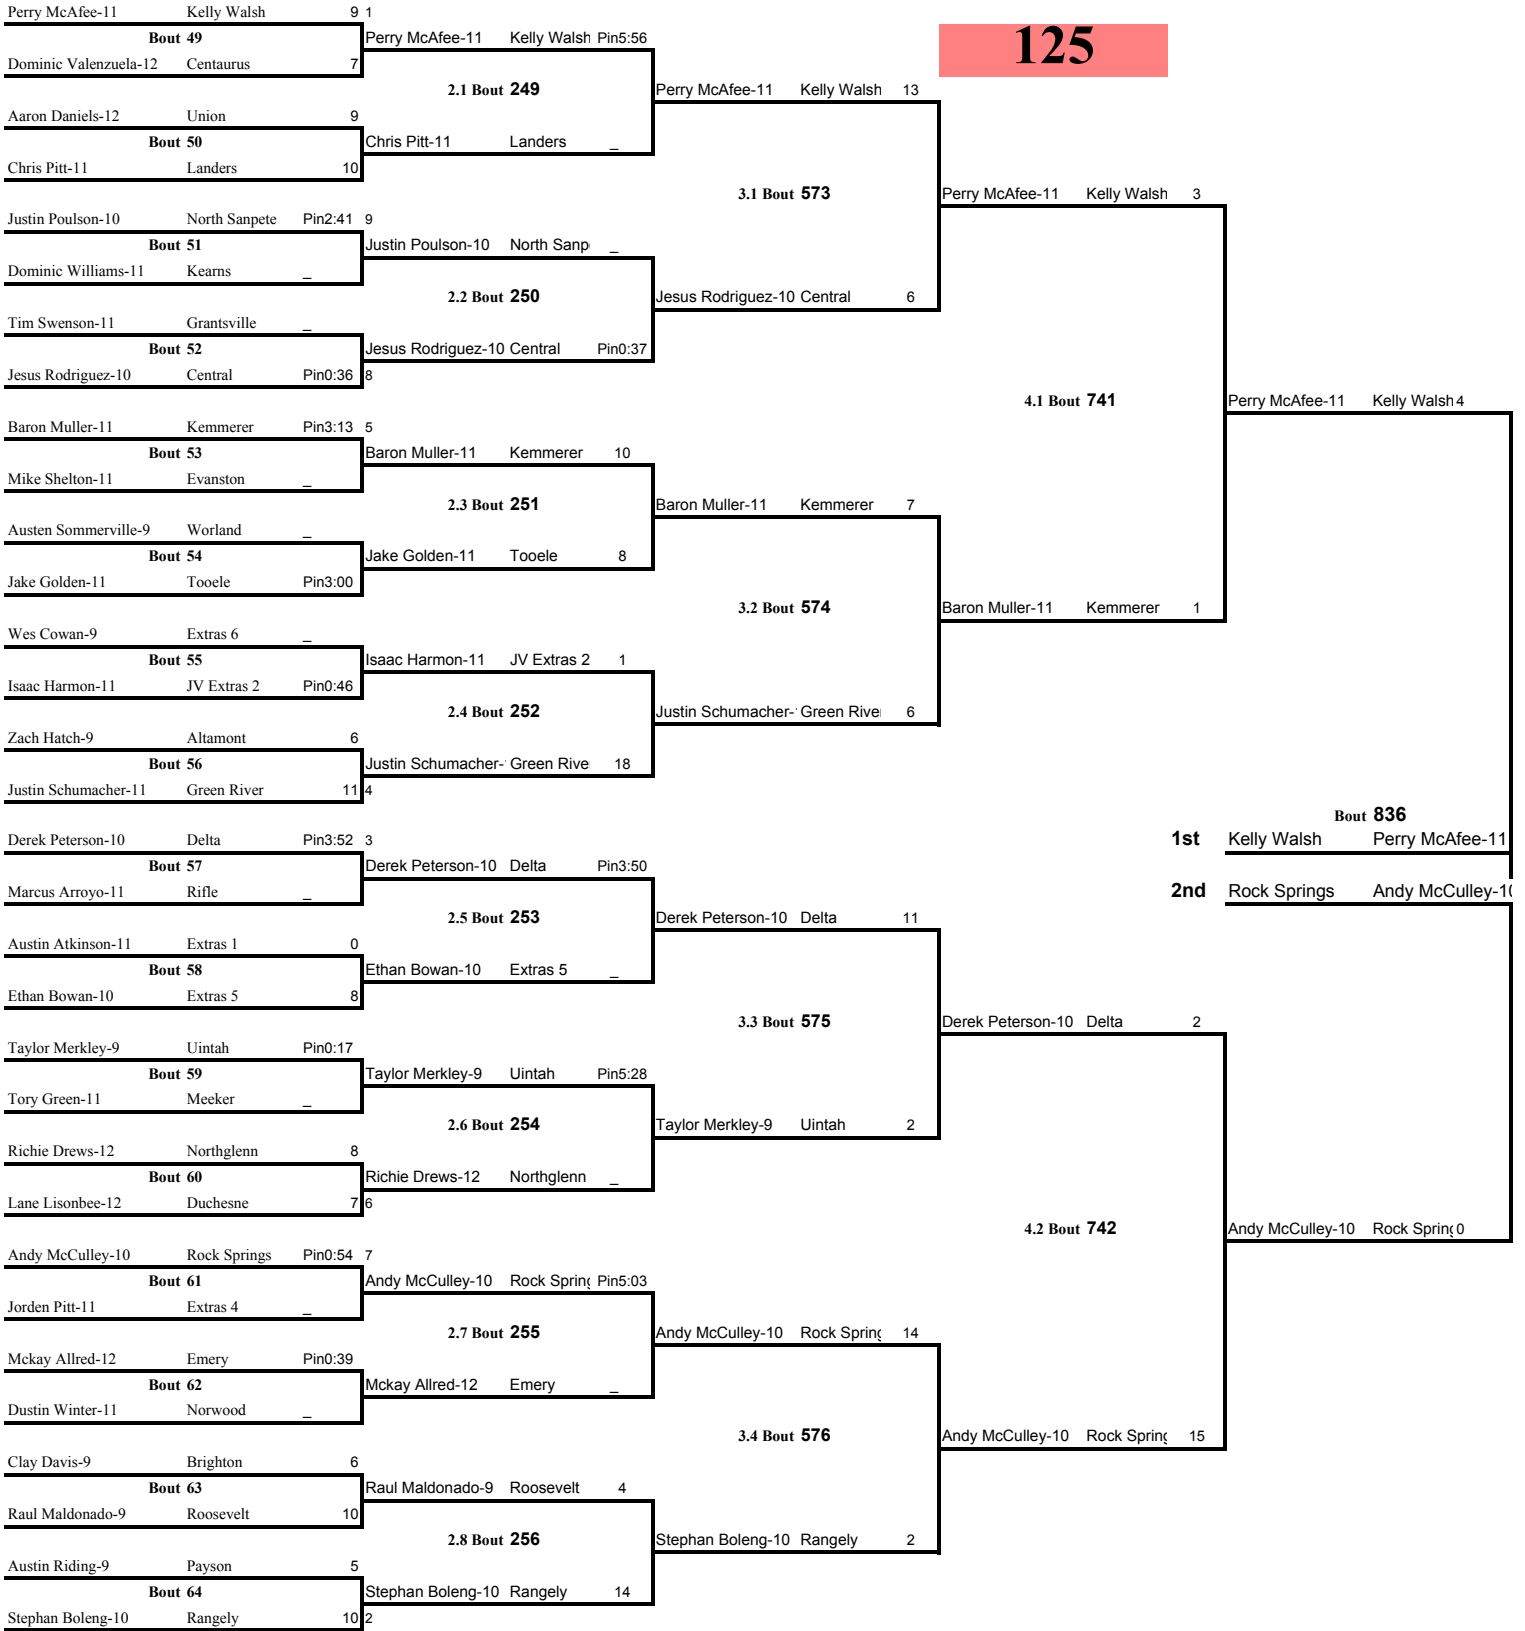 125
Perry McAfee-11 Kelly Walsh 9 1
Bout 49
Dominic Valenzuela-12 Centaurus 7
Aaron Daniels-12 Union 9
Bout 50
Chris Pitt-11 Landers 10
Justin Poulson-10 North Sanpete Pin2:41 9
Bout 51
Dominic Williams-11 Kearns _
Tim Swenson-11 Grantsville _
Bout 52
Jesus Rodriguez-10 Central Pin0:36 8
Baron Muller-11 Kemmerer Pin3:13 5
Bout 53
Mike Shelton-11 Evanston _
Austen Sommerville-9 Worland _
Bout 54
Jake Golden-11 Tooele Pin3:00
Wes Cowan-9 Extras 6 _
Bout 55
Isaac Harmon-11 JV Extras 2 Pin0:46
Zach Hatch-9 Altamont 6
Bout 56
Justin Schumacher-11 Green River 11 4
Derek Peterson-10 Delta Pin3:52 3
Bout 57
Marcus Arroyo-11 Rifle _
Austin Atkinson-11 Extras 1 0
Bout 58
Ethan Bowan-10 Extras 5 8
Taylor Merkley-9 Uintah Pin0:17
Bout 59
Tory Green-11 Meeker _
Richie Drews-12 Northglenn 8
Bout 60
Lane Lisonbee-12 Duchesne 7 6
Andy McCulley-10 Rock Springs Pin0:54 7
Bout 61
Jorden Pitt-11 Extras 4 _
Mckay Allred-12 Emery Pin0:39
Bout 62
Dustin Winter-11 Norwood _
Clay Davis-9 Brighton 6
Bout 63
Raul Maldonado-9 Roosevelt 10
Austin Riding-9 Payson 5
Bout 64
Stephan Boleng-10 Rangely 10 2
Perry McAfee-11 Kelly Walsh Pin5:56
2.1 Bout 249
Chris Pitt-11 Landers _
Justin Poulson-10 North Sanp _
2.2 Bout 250
Jesus Rodriguez-10 Central Pin0:37
Baron Muller-11 Kemmerer 10
2.3 Bout 251
Jake Golden-11 Tooele 8
Isaac Harmon-11 JV Extras 2 1
2.4 Bout 252
Justin Schumacher- Green Rive 18
Derek Peterson-10 Delta Pin3:50
2.5 Bout 253
Ethan Bowan-10 Extras 5 _
Taylor Merkley-9 Uintah Pin5:28
2.6 Bout 254
Richie Drews-12 Northglenn _
Andy McCulley-10 Rock Spring Pin5:03
2.7 Bout 255
Mckay Allred-12 Emery _
Raul Maldonado-9 Roosevelt 4
2.8 Bout 256
Stephan Boleng-10 Rangely 14
Perry McAfee-11 Kelly Walsh 13
3.1 Bout 573
Jesus Rodriguez-10 Central 6
Baron Muller-11 Kemmerer 7
3.2 Bout 574
Justin Schumacher- Green River 6
Derek Peterson-10 Delta 11
3.3 Bout 575
Taylor Merkley-9 Uintah 2
Andy McCulley-10 Rock Spring 14
3.4 Bout 576
Stephan Boleng-10 Rangely 2
Perry McAfee-11 Kelly Walsh 3
4.1 Bout 741
Baron Muller-11 Kemmerer 1
Derek Peterson-10 Delta 2
4.2 Bout 742
Andy McCulley-10 Rock Spring 15
Perry McAfee-11 Kelly Walsh 4
Bout 836
1st Kelly Walsh Perry McAfee-11
2nd Rock Springs Andy McCulley-10
Andy McCulley-10 Rock Spring 0